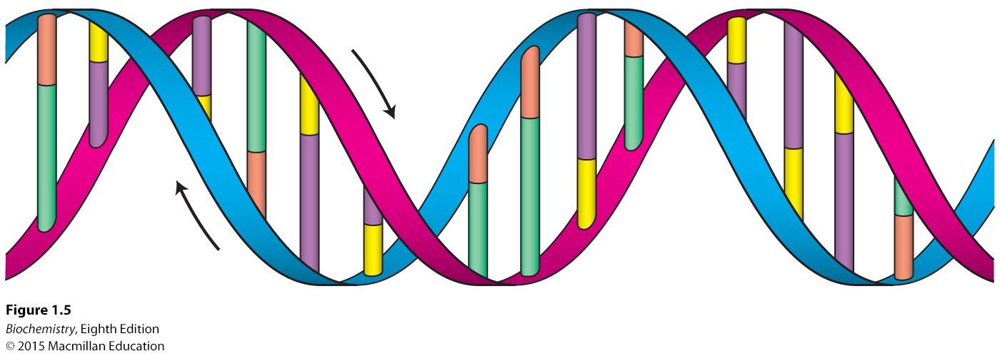 Figure 1.5
Biochemistry, Eighth Edition
© 2015 Macmillan Education